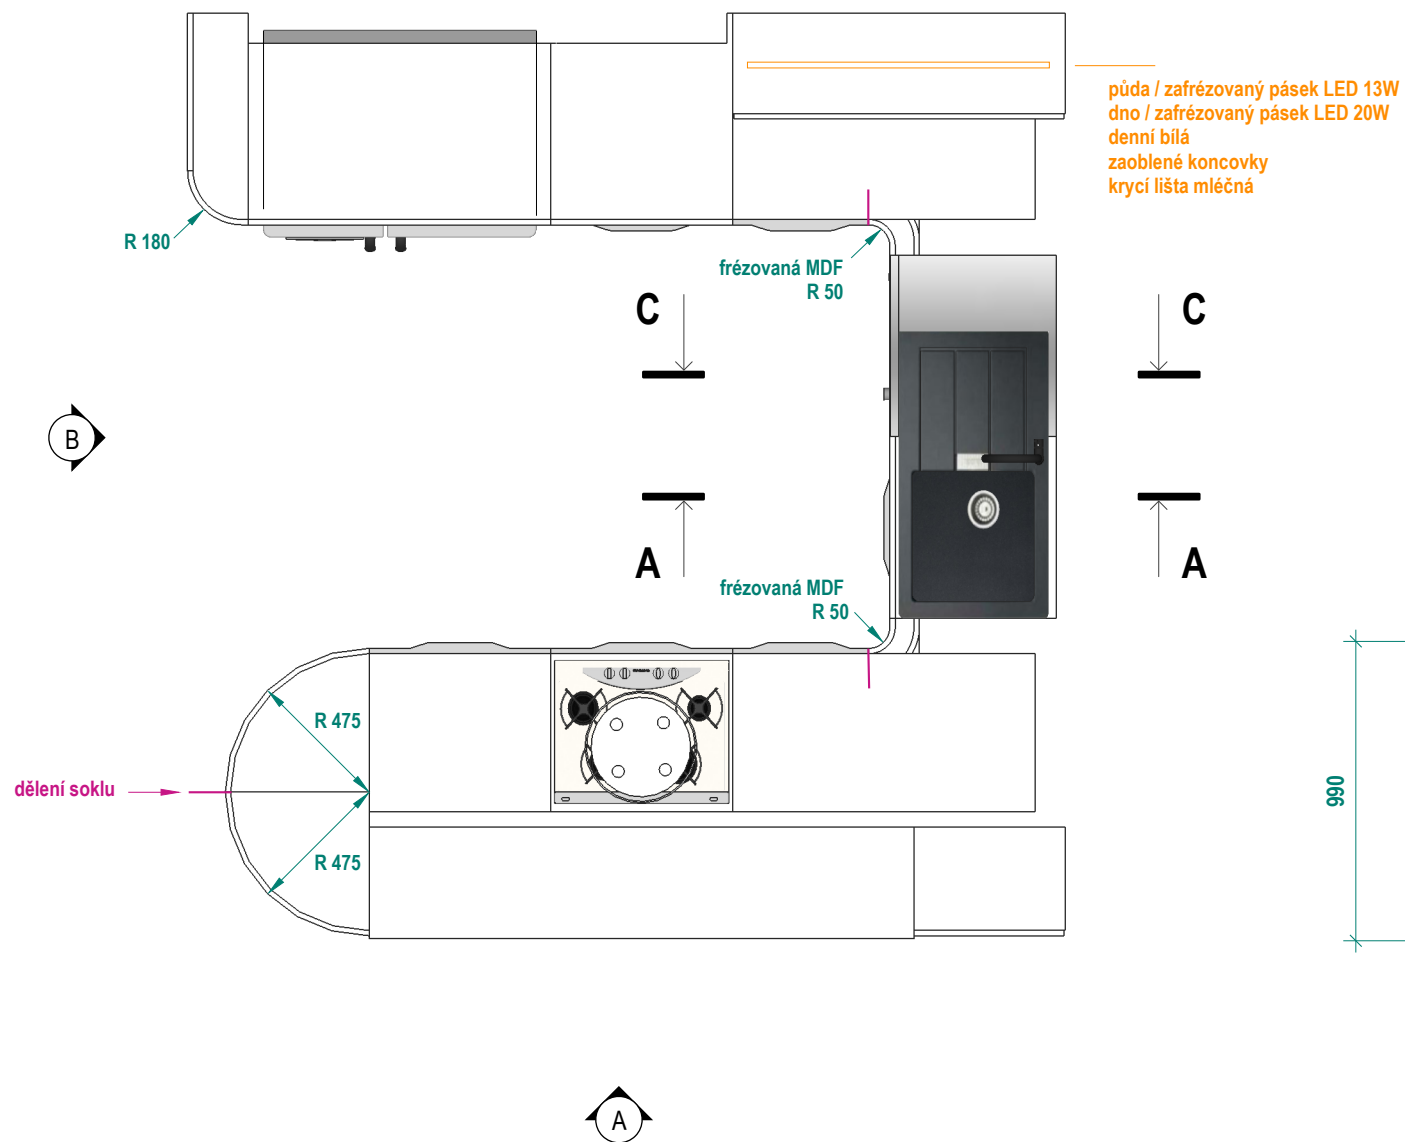 půda / zafrézovaný pásek LED 13W
dno / zafrézovaný pásek LED 20W
denní bílá
zaoblené koncovky
krycí lišta mléčná
R 180
frézovaná MDF
R 50
C
C
B
A
A
frézovaná MDF
R 50
R 475
dělení soklu
R 475
990
A